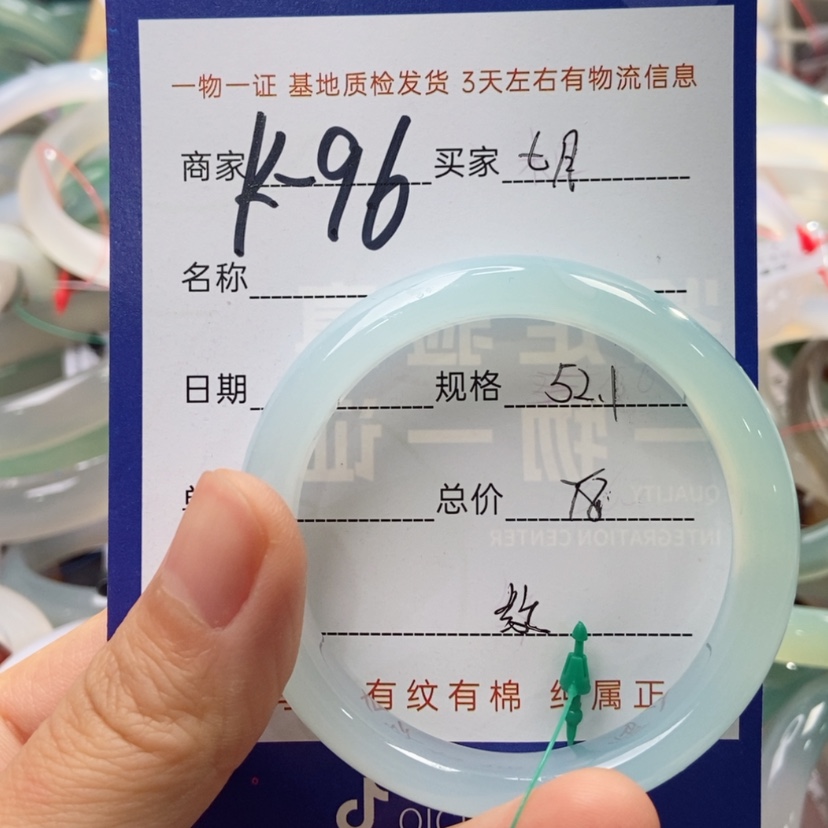 一物一证 基地质检发货 3天左右有物流信息
商家 K-96 买家 七月
名称
日期 规格 52.1
总价
数
有纹有棉 纯属正